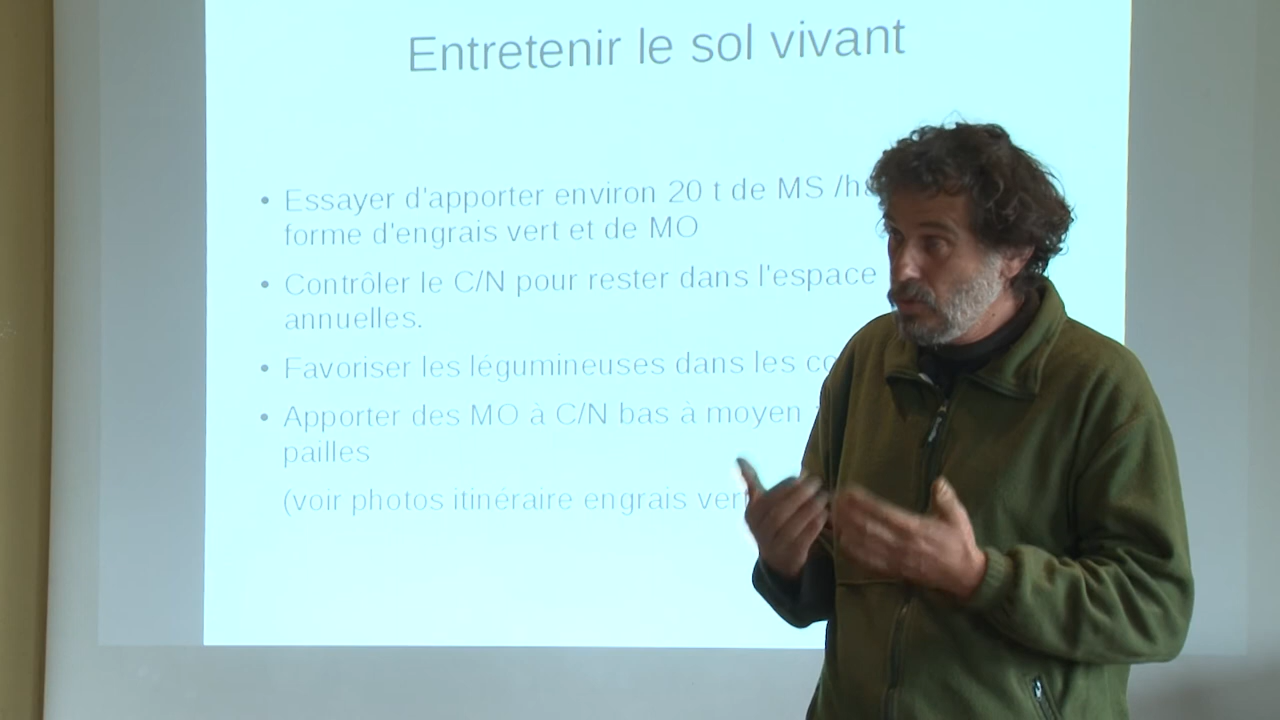 Entretenir le sol vivant
• Essayer d'apporter environ 20 t de MS /h
forme d'engrais vert et de MO
• Contrôler le C/N pour rester dans l'espace
annuelles.
• Favoriser les légumineuses dans les co
• Apporter des MO à C/N bas à moyen
pailles
(voir photos itinéraire engrais ver